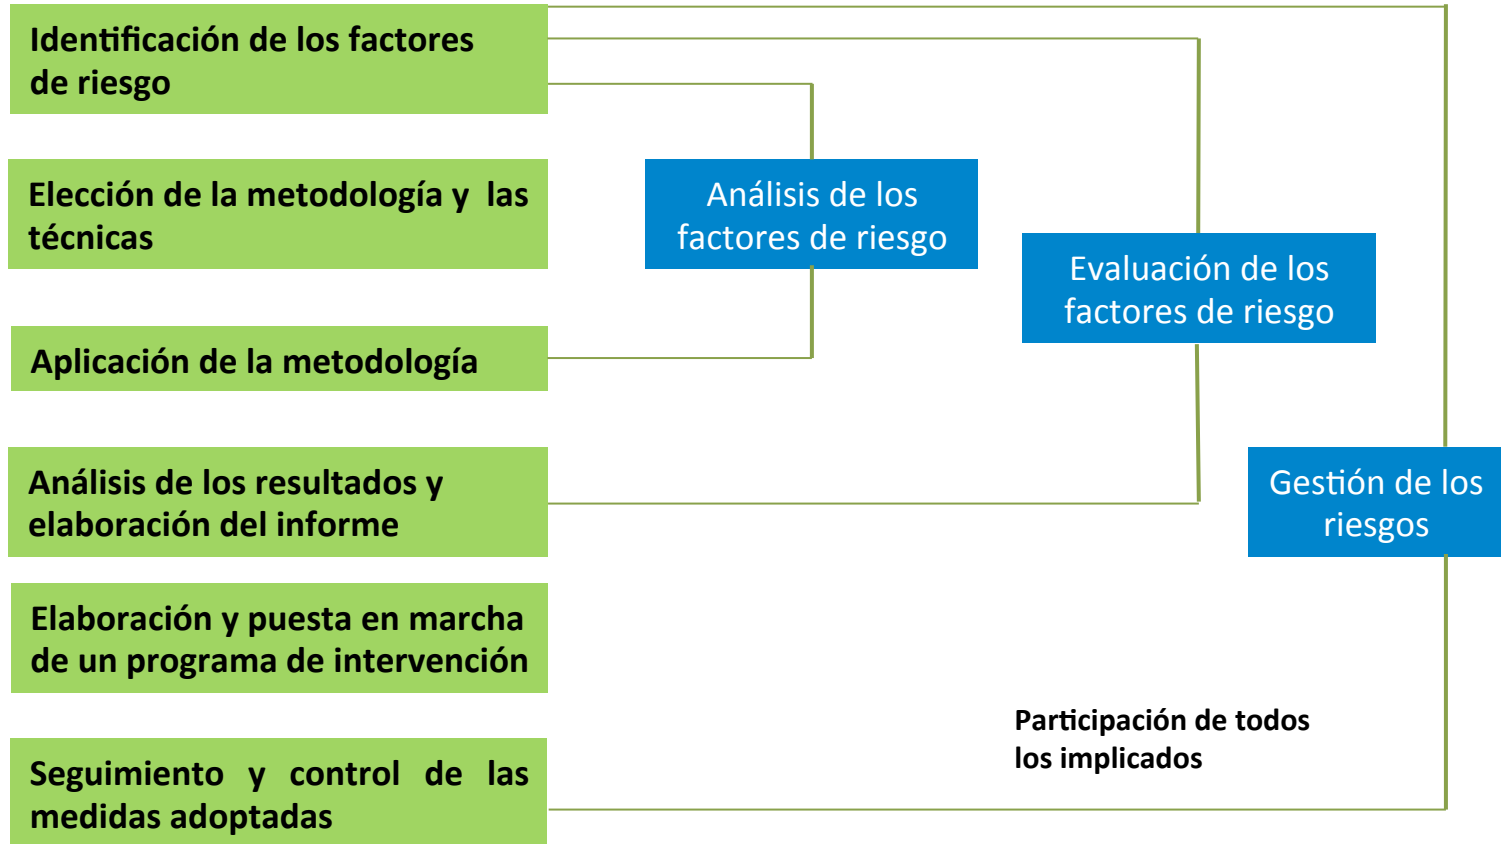 Identificación de los factores
de riesgo
Elección de la metodología y las
técnicas
Aplicación de la metodología
Análisis de los resultados y
elaboración del informe
Elaboración y puesta en marcha
de un programa de intervención
Seguimiento y control de las
medidas adoptadas
Análisis de los
factores de riesgo
Evaluación de los
factores de riesgo
Gestión de los
riesgos
Participación de todos
los implicados